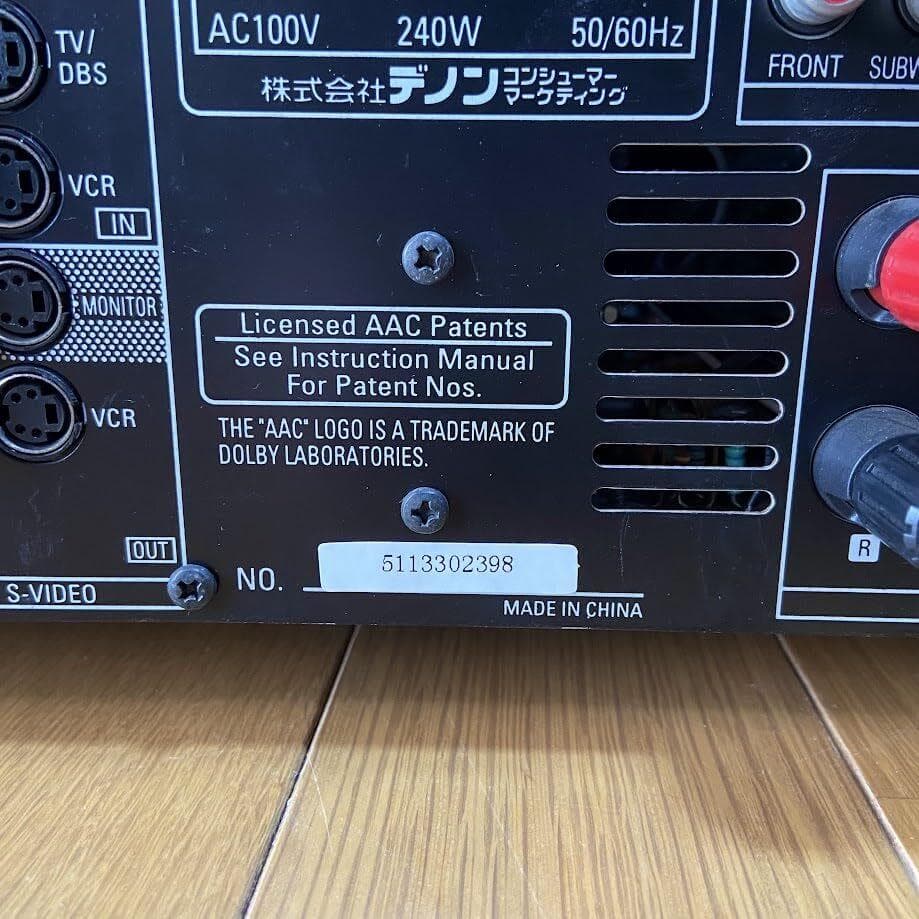 TV/
DBS
VCR
IN
MONITOR
VCR
OUT
S-VIDEO
AC100V 240W 50/60Hz
株式会社デノンコンシューマーマーケティング
Licensed AAC Patents
See Instruction Manual
For Patent Nos.
THE "AAC" LOGO IS A TRADEMARK OF
DOLBY LABORATORIES.
NO. 5113302398
MADE IN CHINA
FRONT
R